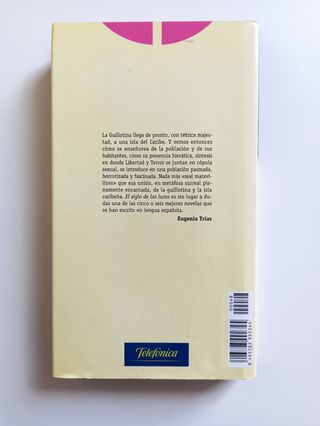 La Guillotina llega de pronto, con tétrica majes-
tad, a una isla del Caribe. Y vemos entonces
cómo se enseñorea de la población y de sus
habitantes, cómo su presencia hierática, síntesis
en donde Libertad y Terror se juntan en cópula
sexual, se introduce en una población pasmada,
horrorizada y fascinada. Nada más «real maravi-
lloso» que esa unión, en metáfora surreal plena-
mente encarnada, de la guillotina y la isla
caribeña. El siglo de las luces es sin lugar a du-
das una de las cinco o seis mejores novelas que
se han escrito en lengua española.
Eugenio Trías
00048
Telefónica